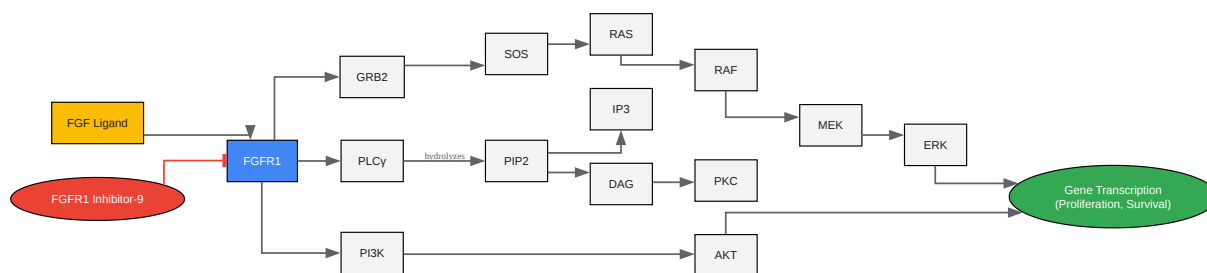 FGF Ligand
FGFR1 Inhibitor-9
FGFR1
GRB2
SOS
RAS
RAF
MEK
ERK
PLCγ
hydrolyzes
PIP2
IP3
DAG
PKC
PI3K
AKT
Gene Transcription
(Proliferation, Survival)